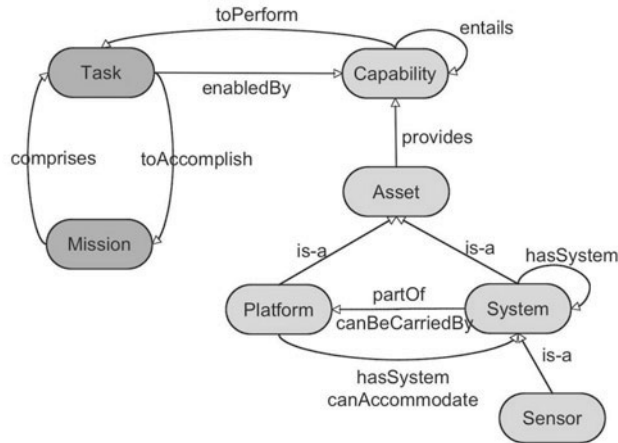 toPerform
entails
Task
Capability
enabledBy
provides
comprises
toAccomplish
Asset
Mission
is-a
is-a
hasSystem
Platform
partOf
canBeCarriedBy
System
hasSystem
canAccommodate
is-a
Sensor